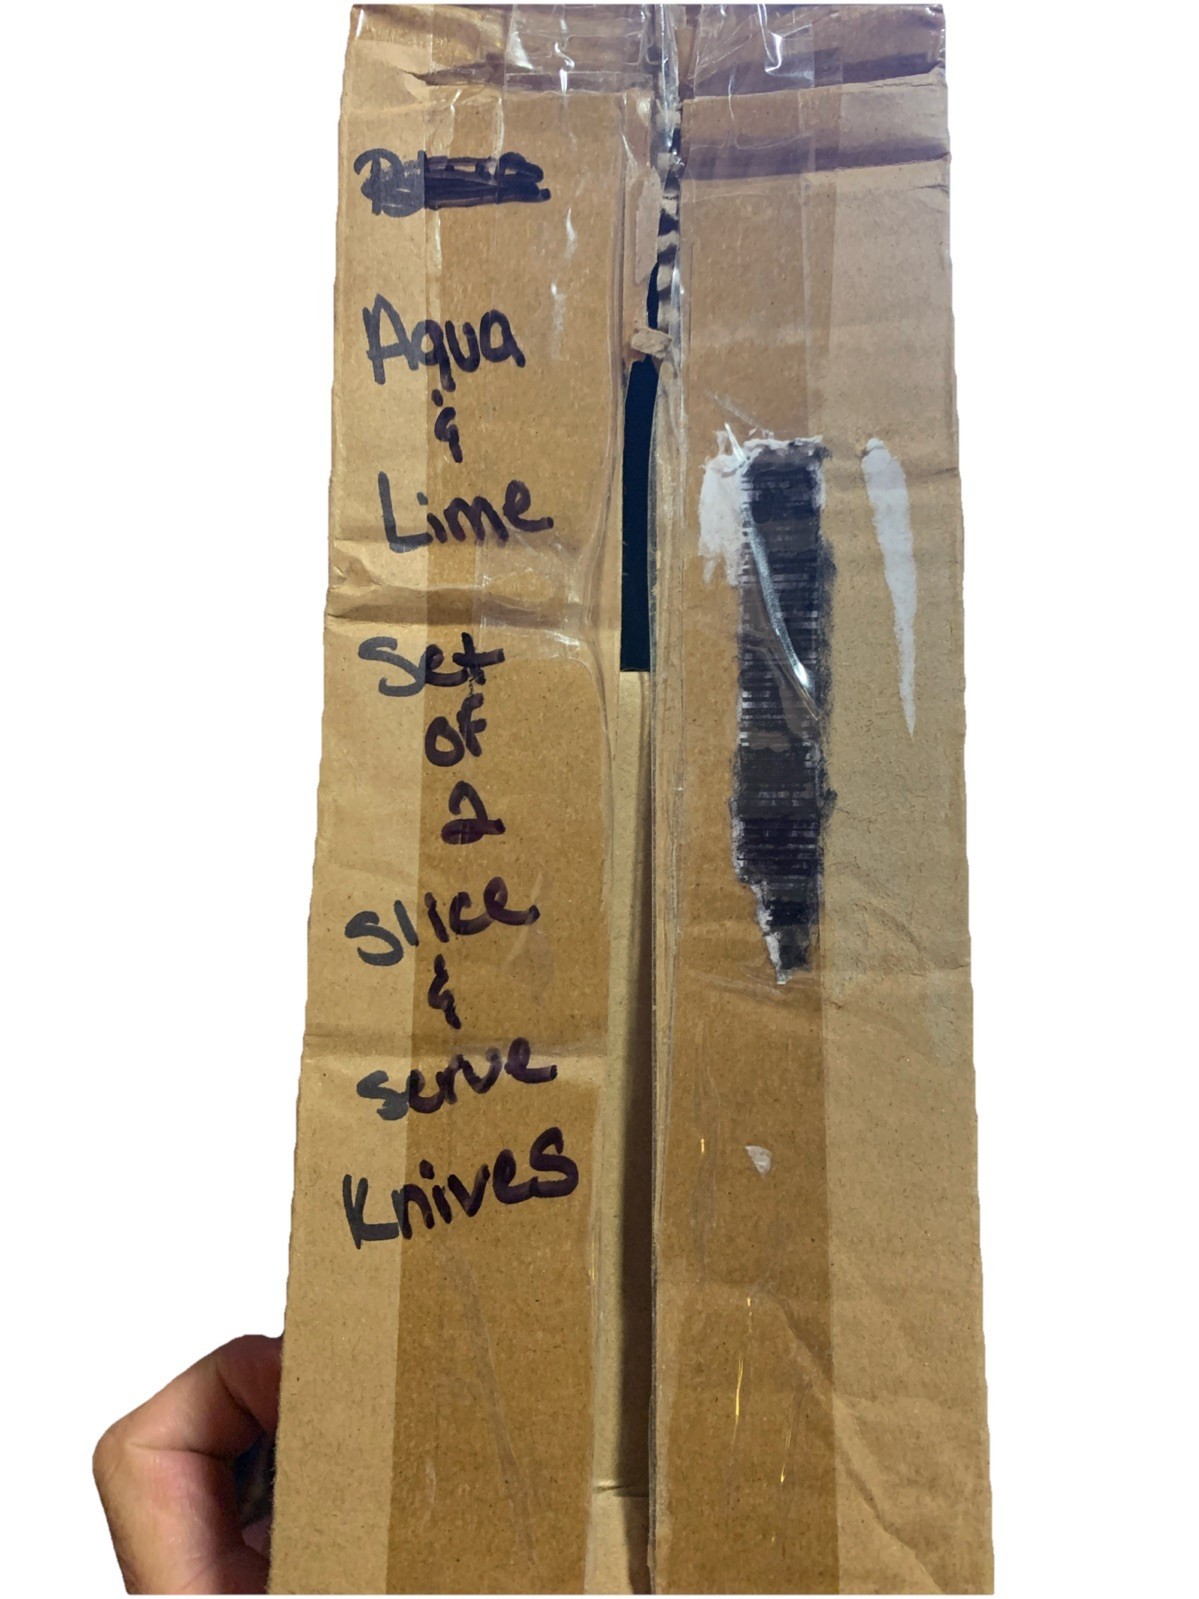 Aqua
&
Lime
Set
of
2
Slice
&
serve
Knives